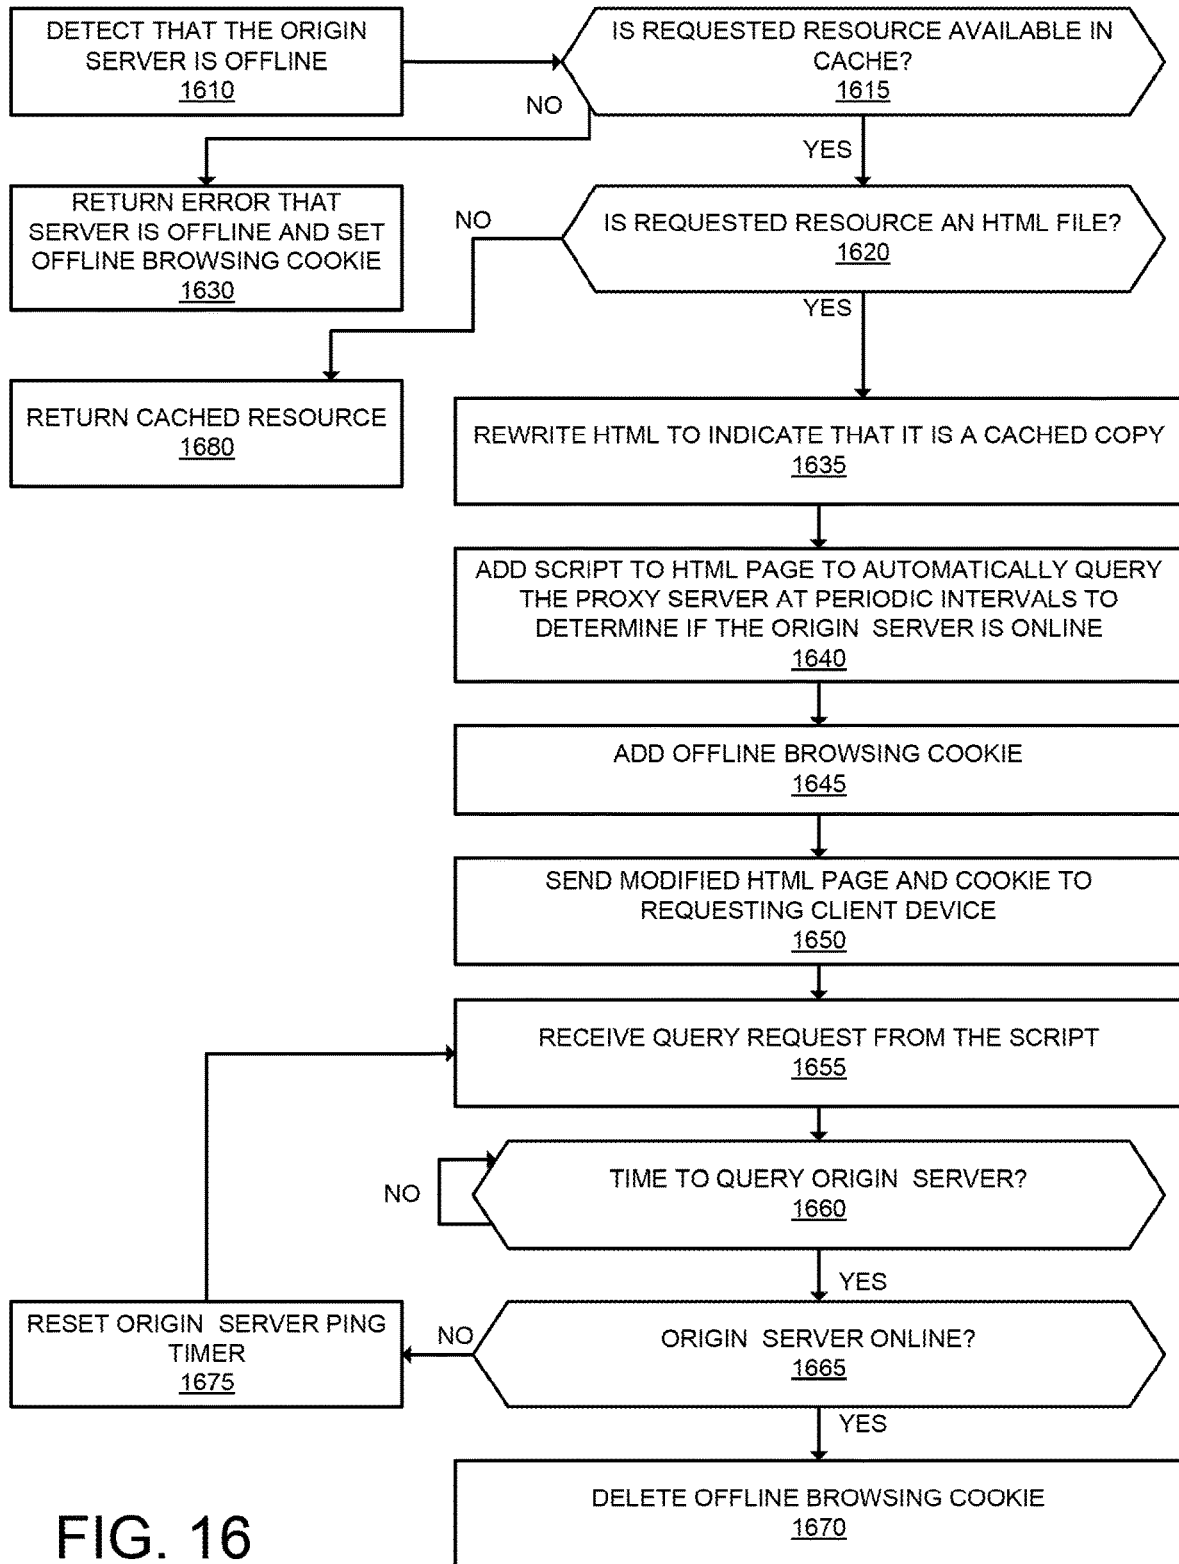 DETECT THAT THE ORIGIN
SERVER IS OFFLINE
1610
IS REQUESTED RESOURCE AVAILABLE IN
CACHE?
1615
NO
YES
RETURN ERROR THAT
SERVER IS OFFLINE AND SET
OFFLINE BROWSING COOKIE
1630
NO
IS REQUESTED RESOURCE AN HTML FILE?
1620
YES
RETURN CACHED RESOURCE
1680
REWRITE HTML TO INDICATE THAT IT IS A CACHED COPY
1635
ADD SCRIPT TO HTML PAGE TO AUTOMATICALLY QUERY
THE PROXY SERVER AT PERIODIC INTERVALS TO
DETERMINE IF THE ORIGIN SERVER IS ONLINE
1640
ADD OFFLINE BROWSING COOKIE
1645
SEND MODIFIED HTML PAGE AND COOKIE TO
REQUESTING CLIENT DEVICE
1650
RECEIVE QUERY REQUEST FROM THE SCRIPT
1655
NO
TIME TO QUERY ORIGIN SERVER?
1660
YES
RESET ORIGIN SERVER PING
TIMER
1675
NO
ORIGIN SERVER ONLINE?
1665
YES
DELETE OFFLINE BROWSING COOKIE
1670
FIG. 16